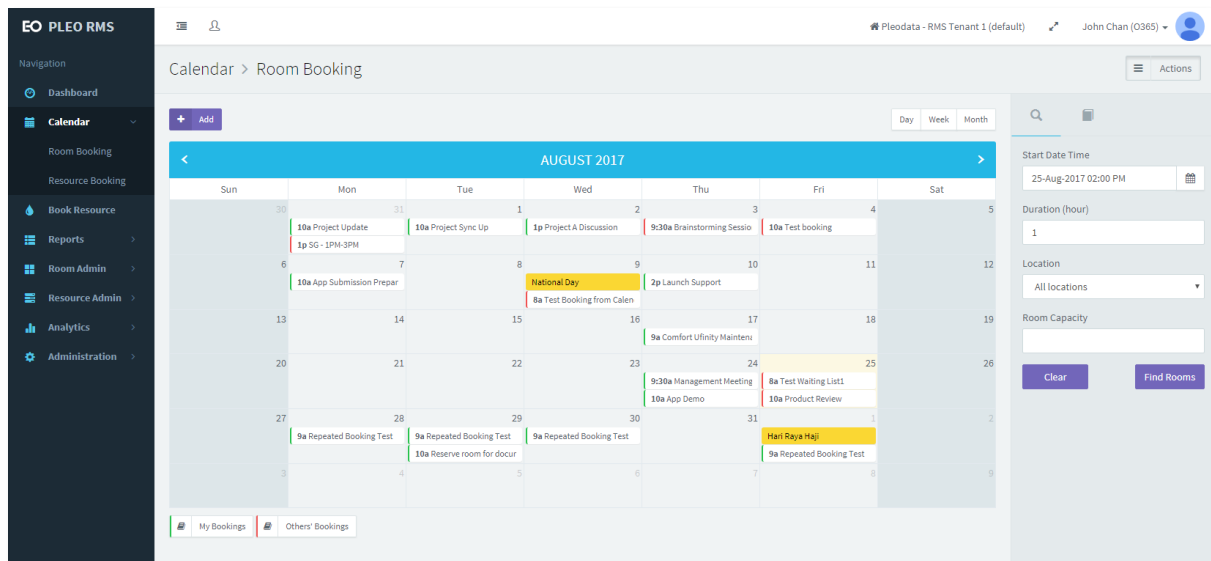 EO PLEO RMS
Pleodata - RMS Tenant 1 (default)
John Chan (O365)
Navigation
Dashboard
Calendar
Room Booking
Resource Booking
Book Resource
Reports
Room Admin
Resource Admin
Analytics
Administration
Calendar > Room Booking
Actions
Add
Day Week Month
AUGUST 2017
Sun Mon Tue Wed Thu Fri Sat
30 31 1 2 3 4 5
10a Project Update
10a Project Sync Up
1p Project A Discussion
9:30a Brainstorming Sessio
10a Test booking
1p SG - 1PM-3PM
6 7 8 9 10 11 12
10a App Submission Prepar
National Day
2p Launch Support
8a Test Booking from Calen
13 14 15 16 17 18 19
9a Comfort Ufinity Maintena
20 21 22 23 24 25 26
9:30a Management Meeting
8a Test Waiting List1
10a App Demo
10a Product Review
27 28 29 30 31 1 2
9a Repeated Booking Test
9a Repeated Booking Test
9a Repeated Booking Test
Hari Raya Haji
10a Reserve room for docur
9a Repeated Booking Test
3 4 5 6 7 8 9
My Bookings
Others' Bookings
Start Date Time
25-Aug-2017 02:00 PM
Duration (hour)
1
Location
All locations
Room Capacity
Clear
Find Rooms